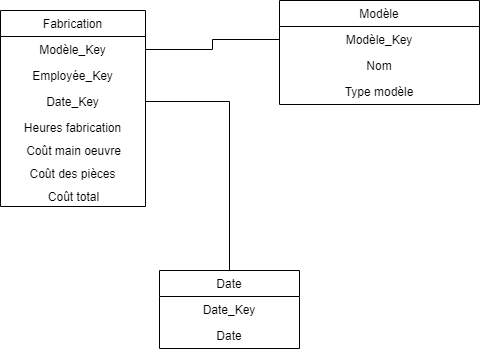 Fabrication
Modèle_Key
Employée_Key
Date_Key
Heures fabrication
Coût main oeuvre
Coût des pièces
Coût total
Modèle
Modèle_Key
Nom
Type modèle
Date
Date_Key
Date